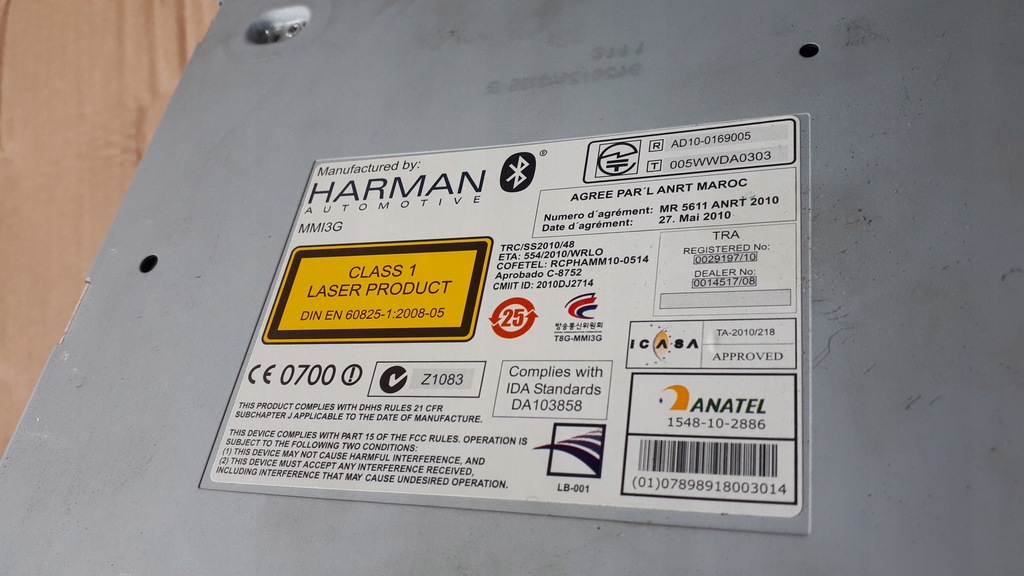 Manufactured by:
HARMAN
AUTOMOTIVE
®
MMI3G
R AD10-0169005
T 005WWDA0303
AGREE PAR´L ANRT MAROC
Numero d´agrément: MR 5611 ANRT 2010
Date d´agrément: 27. Mai 2010
TRC/SS2010/48
ETA: 554/2010/WRLO
COFETEL: RCPHAMM10-0514
Aprobado C-8752
CMIIT ID: 2010DJ2714
TRA
REGISTERED No:
0029197/10
DEALER No:
0014517/08
CLASS 1
LASER PRODUCT
DIN EN 60825-1:2008-05
25
방송통신위원회
T8G-MMI3G
ICASA
TA-2010/218
APPROVED
CE 0700
Z1083
Complies with
IDA Standards
DA103858
ANATEL
1548-10-2886
(01)07898918003014
THIS PRODUCT COMPLIES WITH DHHS RULES 21 CFR
SUBCHAPTER J APPLICABLE TO THE DATE OF MANUFACTURE.
THIS DEVICE COMPLIES WITH PART 15 OF THE FCC RULES. OPERATION IS
SUBJECT TO THE FOLLOWING TWO CONDITIONS:
(1) THIS DEVICE MAY NOT CAUSE HARMFUL INTERFERENCE, AND
(2) THIS DEVICE MUST ACCEPT ANY INTERFERENCE RECEIVED,
INCLUDING INTERFERENCE THAT MAY CAUSE UNDESIRED OPERATION.
LB-001